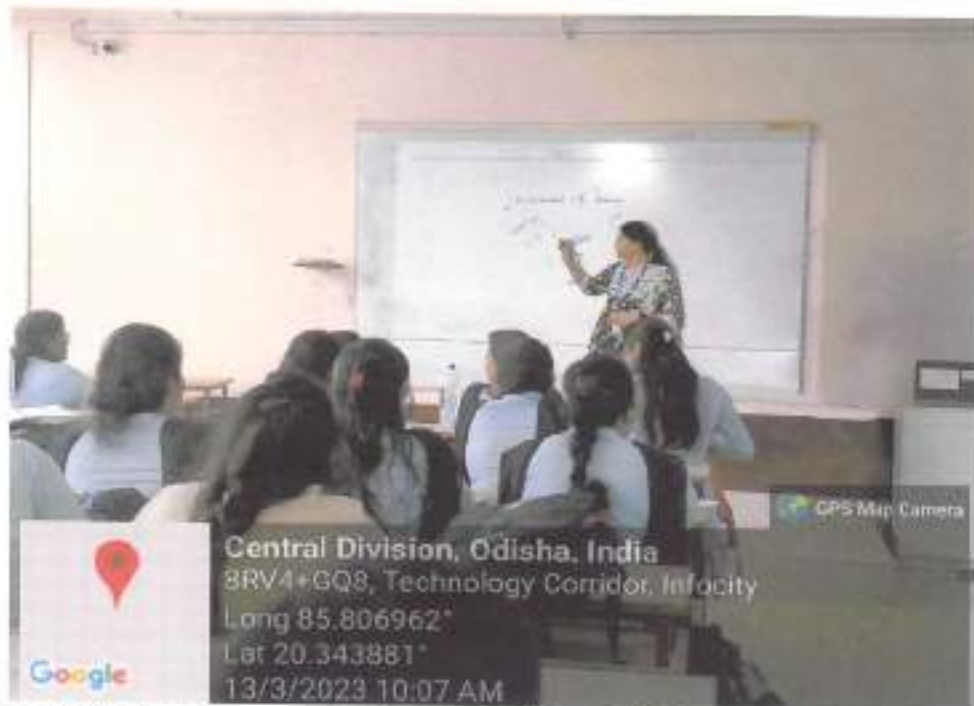 GPS Map Camera
Central Division, Odisha, India
8RV4+GQ8, Technology Corridor, Infocity
Long 85.806962°
Lat 20.343881°
13/3/2023 10:07 AM
Google